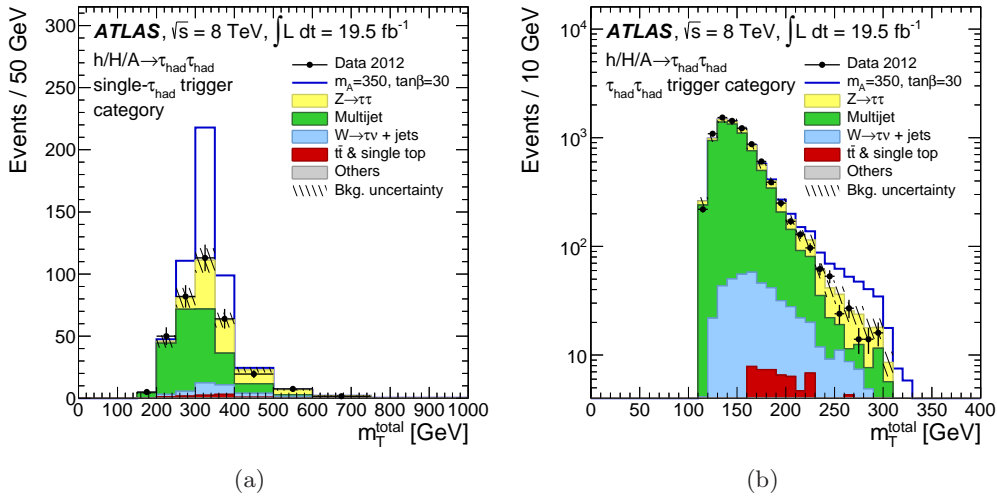 ATLAS, √s = 8 TeV, ∫L dt = 19.5 fb⁻¹
h/H/A→τhadτhad
single-τhad trigger
category
Data 2012
mA=350, tanβ=30
Z→ττ
Multijet
W→τν + jets
tt̄ & single top
Others
Bkg. uncertainty
Events / 50 GeV
300
250
200
150
100
50
0
0 100 200 300 400 500 600 700 800 900 1000
mT^total [GeV]
(a)
ATLAS, √s = 8 TeV, ∫L dt = 19.5 fb⁻¹
h/H/A→τhadτhad
τhadτhad trigger category
Data 2012
mA=350, tanβ=30
Z→ττ
Multijet
W→τν + jets
tt̄ & single top
Others
Bkg. uncertainty
Events / 10 GeV
10⁴
10³
10²
10
0 50 100 150 200 250 300 350 400
mT^total [GeV]
(b)